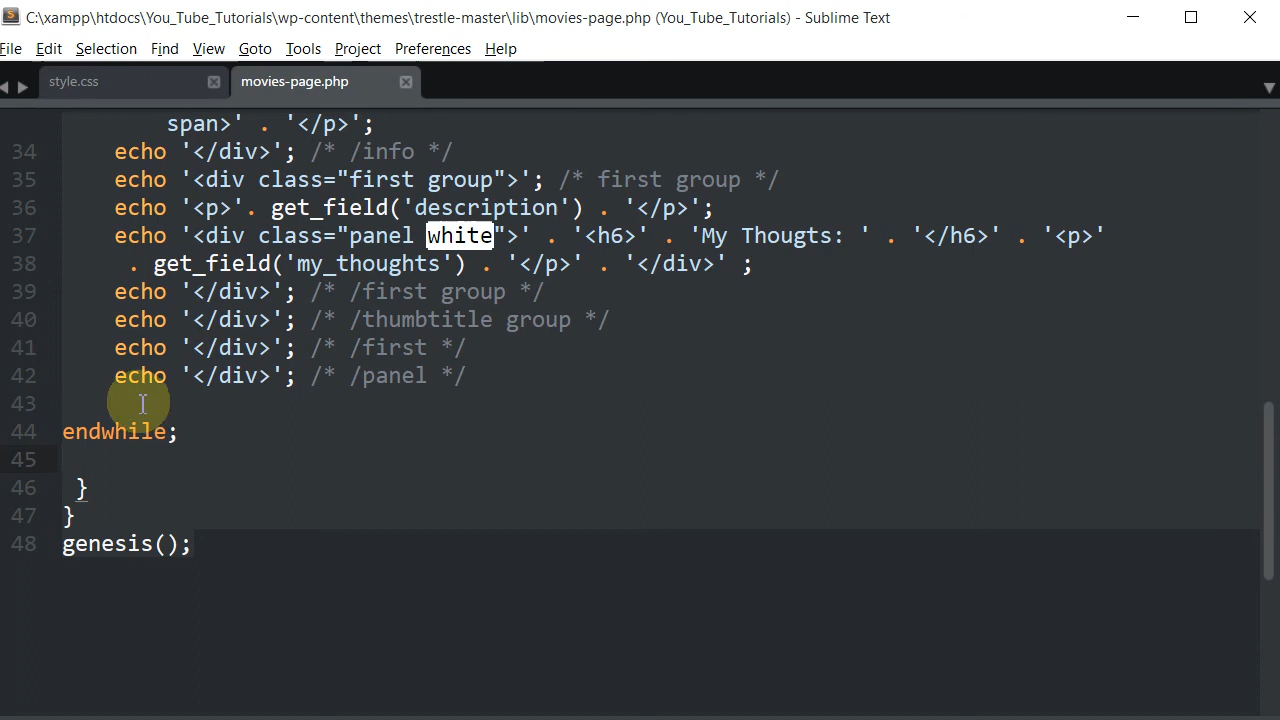 C:\xampp\htdocs\You_Tube_Tutorials\wp-content\themes\trestle-master\lib\movies-page.php (You_Tube_Tutorials) - Sublime Text
File Edit Selection Find View Goto Tools Project Preferences Help
style.css movies-page.php
span>' . '</p>';
34 echo '</div>'; /* /info */
35 echo '<div class="first group">'; /* first group */
36 echo '<p>'. get_field('description') . '</p>';
37 echo '<div class="panel white">' . '<h6>' . 'My Thougts: ' . '</h6>' . '<p>'
38 . get_field('my_thoughts') . '</p>' . '</div>' ;
39 echo '</div>'; /* /first group */
40 echo '</div>'; /* /thumbtitle group */
41 echo '</div>'; /* /first */
42 echo '</div>'; /* /panel */
43
44 endwhile;
45
46 }
47 }
48 genesis();